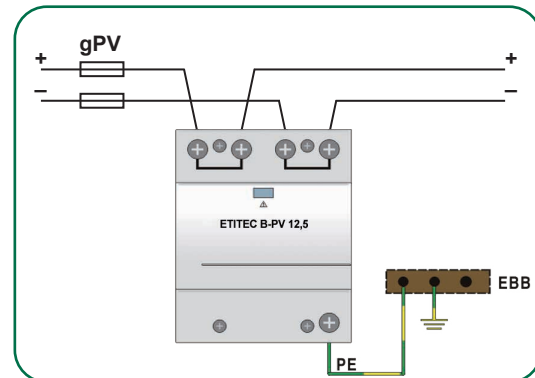 gPV
+ +
– –
ETITEC B-PV 12,5
EBB
PE